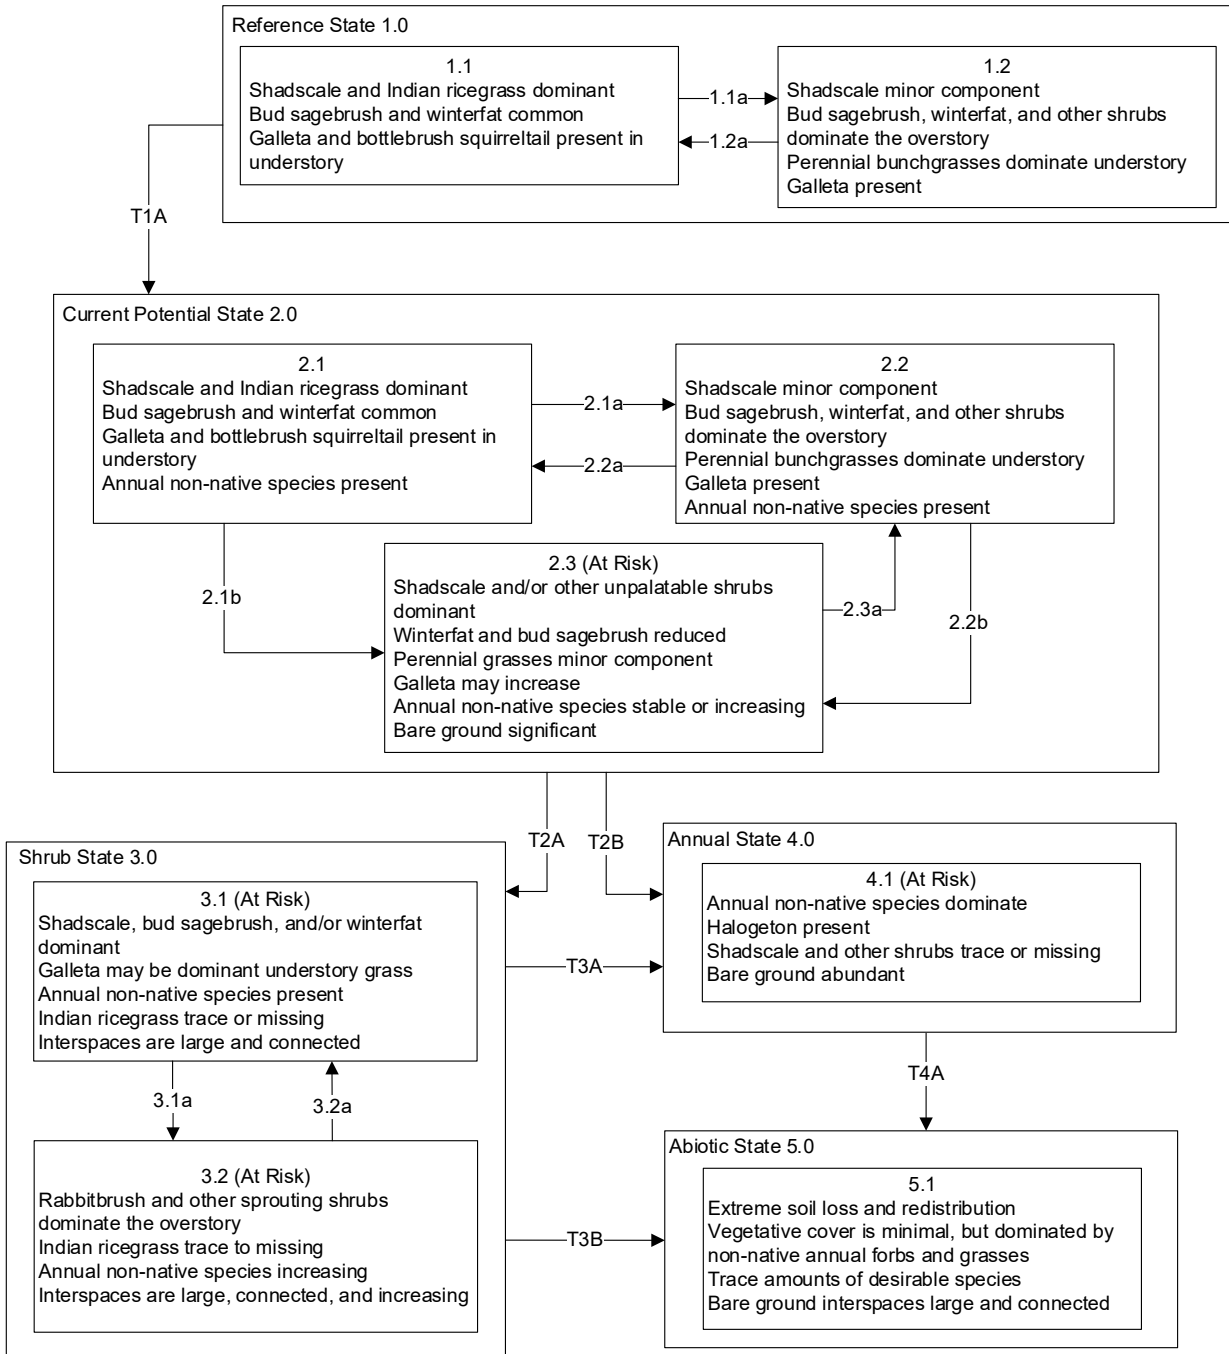 Reference State 1.0
1.1
Shadscale and Indian ricegrass dominant
Bud sagebrush and winterfat common
Galleta and bottlebrush squirreltail present in
understory
1.1a
1.2a
1.2
Shadscale minor component
Bud sagebrush, winterfat, and other shrubs
dominate the overstory
Perennial bunchgrasses dominate understory
Galleta present
T1A
Current Potential State 2.0
2.1
Shadscale and Indian ricegrass dominant
Bud sagebrush and winterfat common
Galleta and bottlebrush squirreltail present in
understory
Annual non-native species present
2.1a
2.2a
2.2
Shadscale minor component
Bud sagebrush, winterfat, and other shrubs
dominate the overstory
Perennial bunchgrasses dominate understory
Galleta present
Annual non-native species present
2.1b
2.3 (At Risk)
Shadscale and/or other unpalatable shrubs
dominant
Winterfat and bud sagebrush reduced
Perennial grasses minor component
Galleta may increase
Annual non-native species stable or increasing
Bare ground significant
2.3a
2.2b
T2A
T2B
Shrub State 3.0
3.1 (At Risk)
Shadscale, bud sagebrush, and/or winterfat
dominant
Galleta may be dominant understory grass
Annual non-native species present
Indian ricegrass trace or missing
Interspaces are large and connected
3.1a
3.2a
3.2 (At Risk)
Rabbitbrush and other sprouting shrubs
dominate the overstory
Indian ricegrass trace to missing
Annual non-native species increasing
Interspaces are large, connected, and increasing
T3A
T3B
Annual State 4.0
4.1 (At Risk)
Annual non-native species dominate
Halogeton present
Shadscale and other shrubs trace or missing
Bare ground abundant
T4A
Abiotic State 5.0
5.1
Extreme soil loss and redistribution
Vegetative cover is minimal, but dominated by
non-native annual forbs and grasses
Trace amounts of desirable species
Bare ground interspaces large and connected